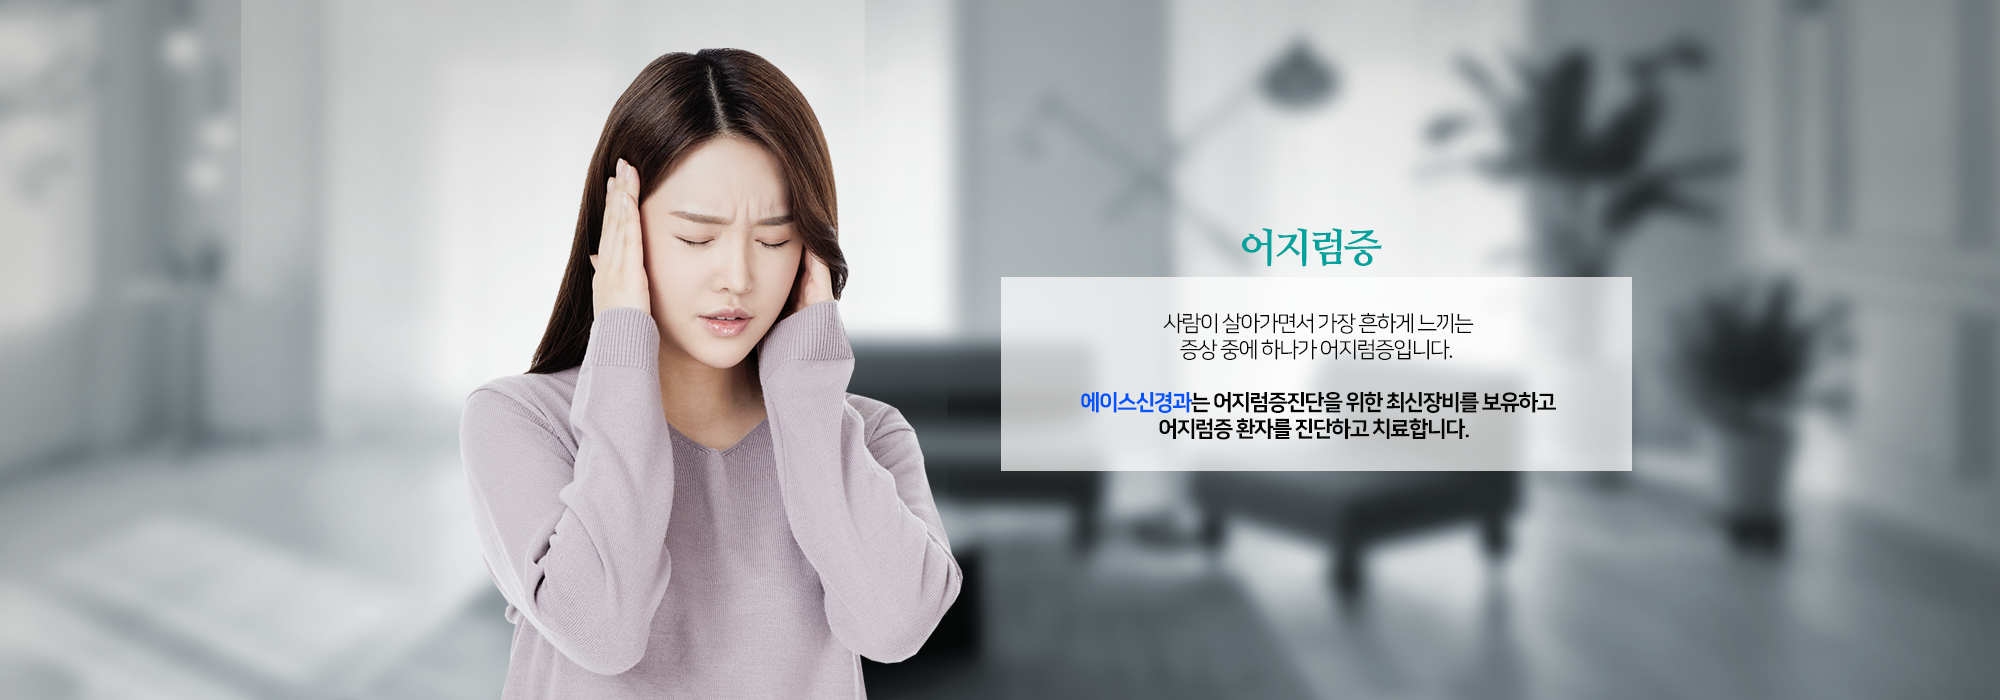 어지럼증
사람이 살아가면서 가장 흔하게 느끼는
증상 중에 하나가 어지럼증입니다.
에이스신경과는 어지럼증진단을 위한 최신장비를 보유하고
어지럼증 환자를 진단하고 치료합니다.